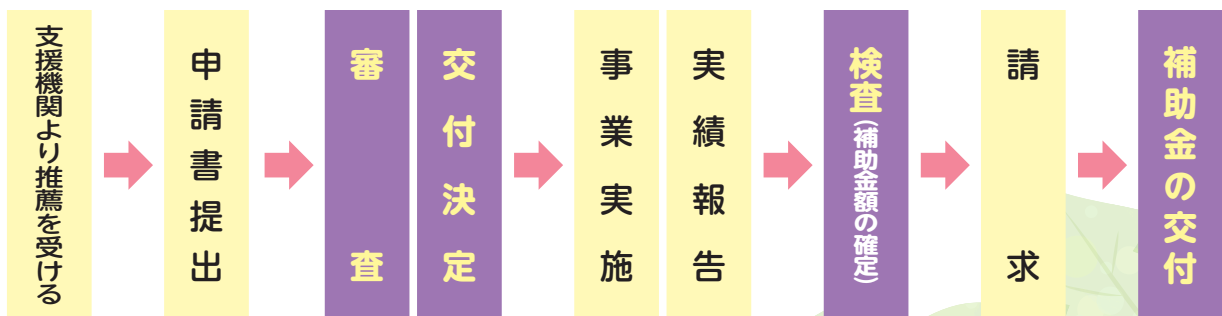 支援機関より推薦を受ける
申請書提出
審査
交付決定
事業実施
実績報告
検査(補助金額の確定)
請求
補助金の交付